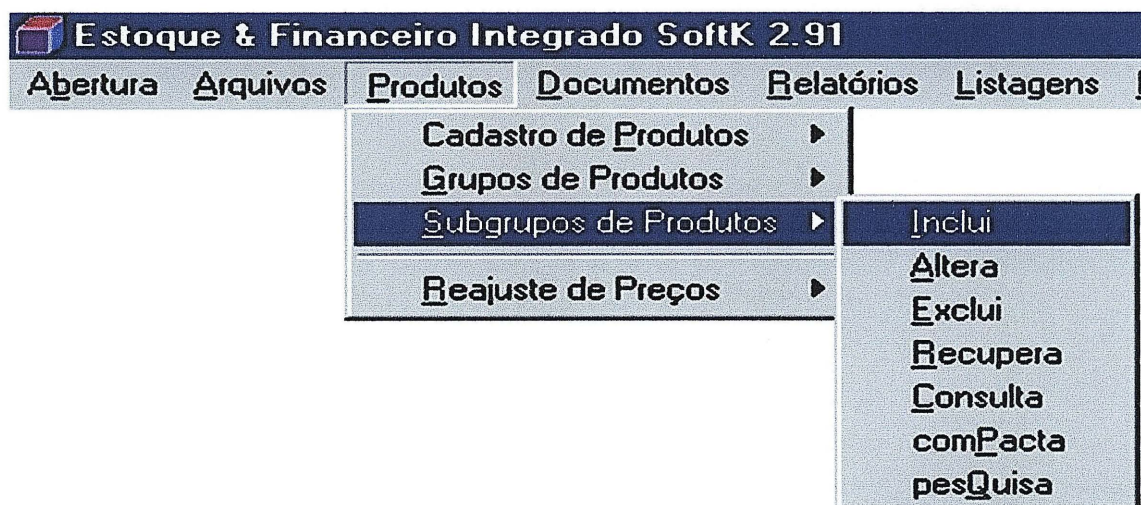 Estoque & Financeiro Integrado SoftK 2.91
Abertura Arquivos Produtos Documentos Relatórios Listagens
Cadastro de Produtos
Grupos de Produtos
Subgrupos de Produtos
Reajuste de Preços
Inclui
Altera
Exclui
Recupera
Consulta
comPacta
pesQuisa